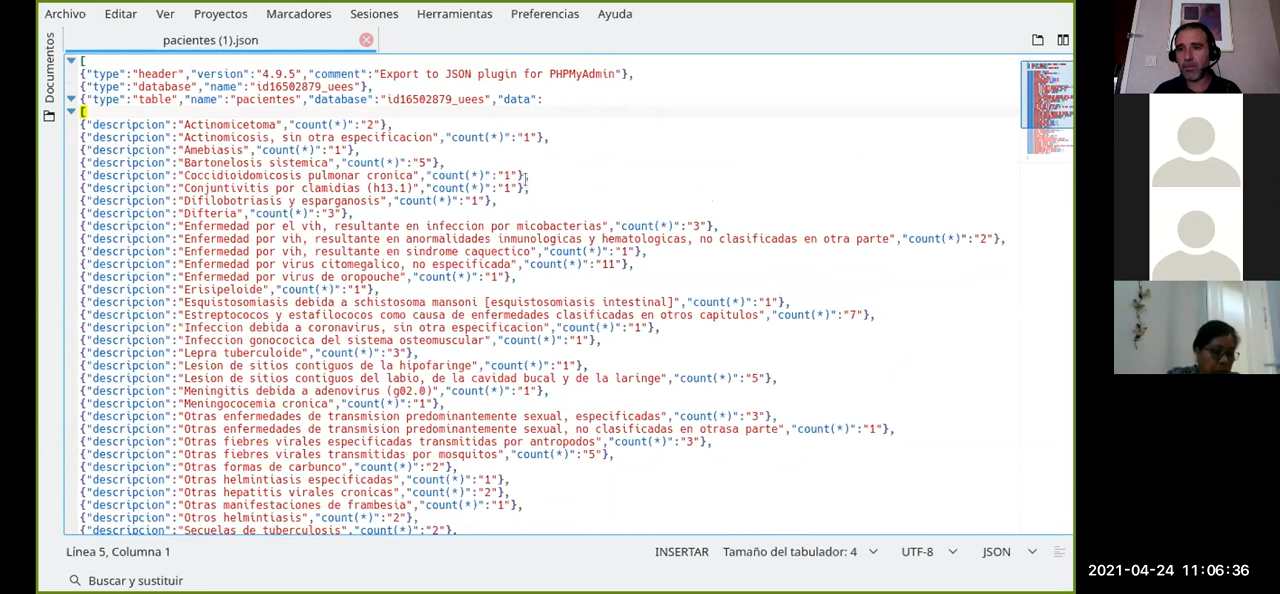 Archivo Editar Ver Proyectos Marcadores Sesiones Herramientas Preferencias Ayuda
pacientes (1).json
Documentos
[
{"type":"header","version":"4.9.5","comment":"Export to JSON plugin for PHPMyAdmin"},
{"type":"database","name":"id16502879_uees"},
{"type":"table","name":"pacientes","database":"id16502879_uees","data":
[
{"descripcion":"Actinomicetoma","count(*)":"2"},
{"descripcion":"Actinomicosis, sin otra especificacion","count(*)":"1"},
{"descripcion":"Amebiasis","count(*)":"1"},
{"descripcion":"Bartonelosis sistemica","count(*)":"5"},
{"descripcion":"Coccidioidomicosis pulmonar cronica","count(*)":"1"},
{"descripcion":"Conjuntivitis por clamidias (h13.1)","count(*)":"1"},
{"descripcion":"Difilobotriasis y esparganosis","count(*)":"1"},
{"descripcion":"Difteria","count(*)":"3"},
{"descripcion":"Enfermedad por el vih, resultante en infeccion por micobacterias","count(*)":"3"},
{"descripcion":"Enfermedad por vih, resultante en anormalidades inmunologicas y hematologicas, no clasificadas en otra parte","count(*)":"2"},
{"descripcion":"Enfermedad por vih, resultante en sindrome caquectico","count(*)":"1"},
{"descripcion":"Enfermedad por virus citomegalico, no especificada","count(*)":"11"},
{"descripcion":"Enfermedad por virus de oropouche","count(*)":"1"},
{"descripcion":"Erisipeloide","count(*)":"1"},
{"descripcion":"Esquistosomiasis debida a schistosoma mansoni [esquistosomiasis intestinal]","count(*)":"1"},
{"descripcion":"Estreptococos y estafilococos como causa de enfermedades clasificadas en otros capitulos","count(*)":"7"},
{"descripcion":"Infeccion debida a coronavirus, sin otra especificacion","count(*)":"1"},
{"descripcion":"Infeccion gonococica del sistema osteomuscular","count(*)":"1"},
{"descripcion":"Lepra tuberculoide","count(*)":"3"},
{"descripcion":"Lesion de sitios contiguos de la hipofaringe","count(*)":"1"},
{"descripcion":"Lesion de sitios contiguos del labio, de la cavidad bucal y de la laringe","count(*)":"5"},
{"descripcion":"Meningitis debida a adenovirus (g02.0)","count(*)":"1"},
{"descripcion":"Meningococemia cronica","count(*)":"1"},
{"descripcion":"Otras enfermedades de transmision predominantemente sexual, especificadas","count(*)":"3"},
{"descripcion":"Otras enfermedades de transmision predominantemente sexual, no clasificadas en otrasa parte","count(*)":"1"},
{"descripcion":"Otras fiebres virales especificadas transmitidas por antropodos","count(*)":"3"},
{"descripcion":"Otras fiebres virales transmitidas por mosquitos","count(*)":"5"},
{"descripcion":"Otras formas de carbunco","count(*)":"2"},
{"descripcion":"Otras helmintiasis especificadas","count(*)":"1"},
{"descripcion":"Otras hepatitis virales cronicas","count(*)":"2"},
{"descripcion":"Otras manifestaciones de frambesia","count(*)":"1"},
{"descripcion":"Otros helmintiasis","count(*)":"2"},
{"descripcion":"Secuelas de tuberculosis","count(*)":"2"},
Línea 5, Columna 1 INSERTAR Tamaño del tabulador: 4 UTF-8 JSON
Buscar y sustituir
2021-04-24 11:06:36